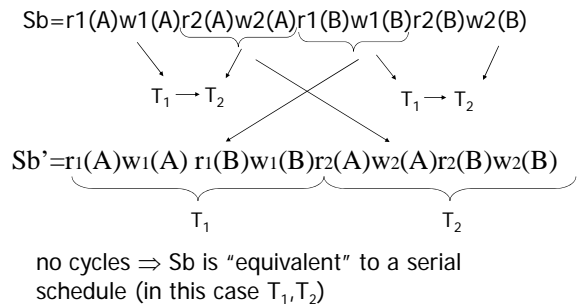 Sb=r1(A)w1(A)r2(A)w2(A)r1(B)w1(B)r2(B)w2(B)
T₁ → T₂ T₁ → T₂
Sb’=r1(A)w1(A) r1(B)w1(B)r2(A)w2(A)r2(B)w2(B)
T₁ T₂
no cycles ⇒ Sb is “equivalent” to a serial
schedule (in this case T₁,T₂)